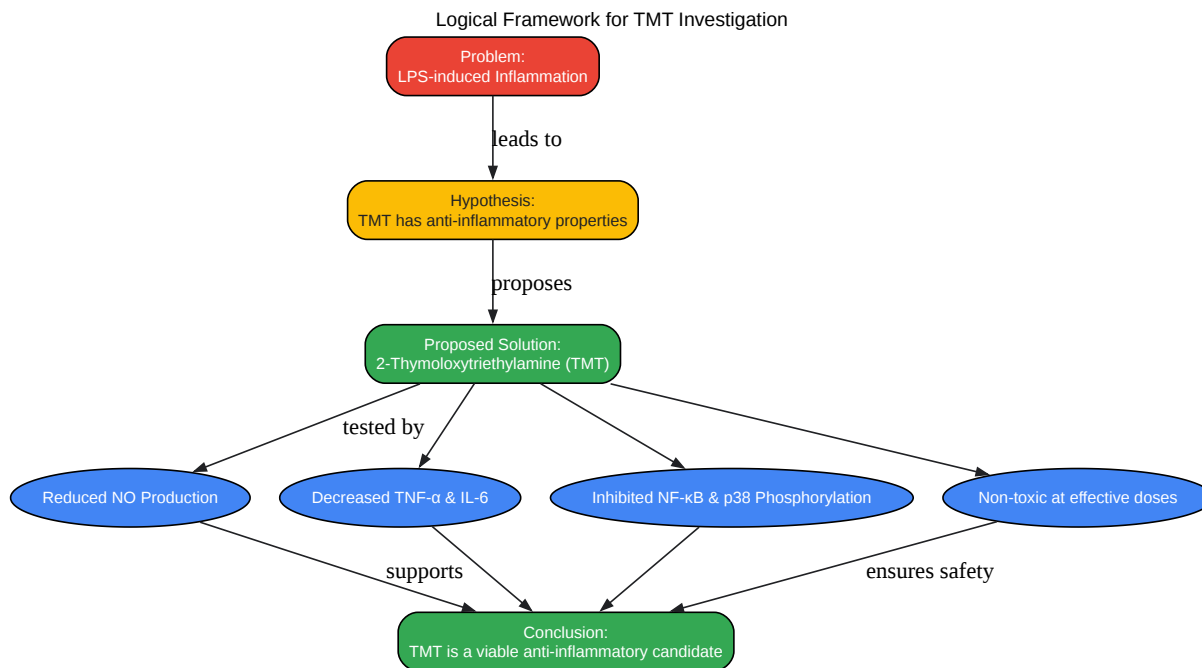 Logical Framework for TMT Investigation
Problem:
LPS-induced Inflammation
leads to
Hypothesis:
TMT has anti-inflammatory properties
proposes
Proposed Solution:
2-Thymoloxytriethylamine (TMT)
tested by
Reduced NO Production
Decreased TNF-α & IL-6
Inhibited NF-κB & p38 Phosphorylation
Non-toxic at effective doses
supports
ensures safety
Conclusion:
TMT is a viable anti-inflammatory candidate